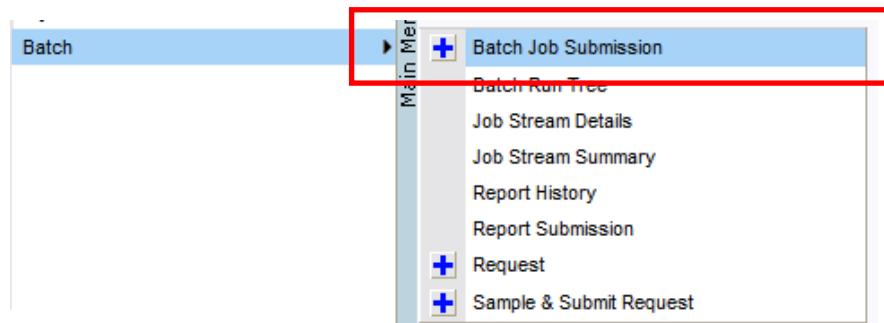 Batch
Main Men
Batch Job Submission
Batch Run Tree
Job Stream Details
Job Stream Summary
Report History
Report Submission
Request
Sample & Submit Request